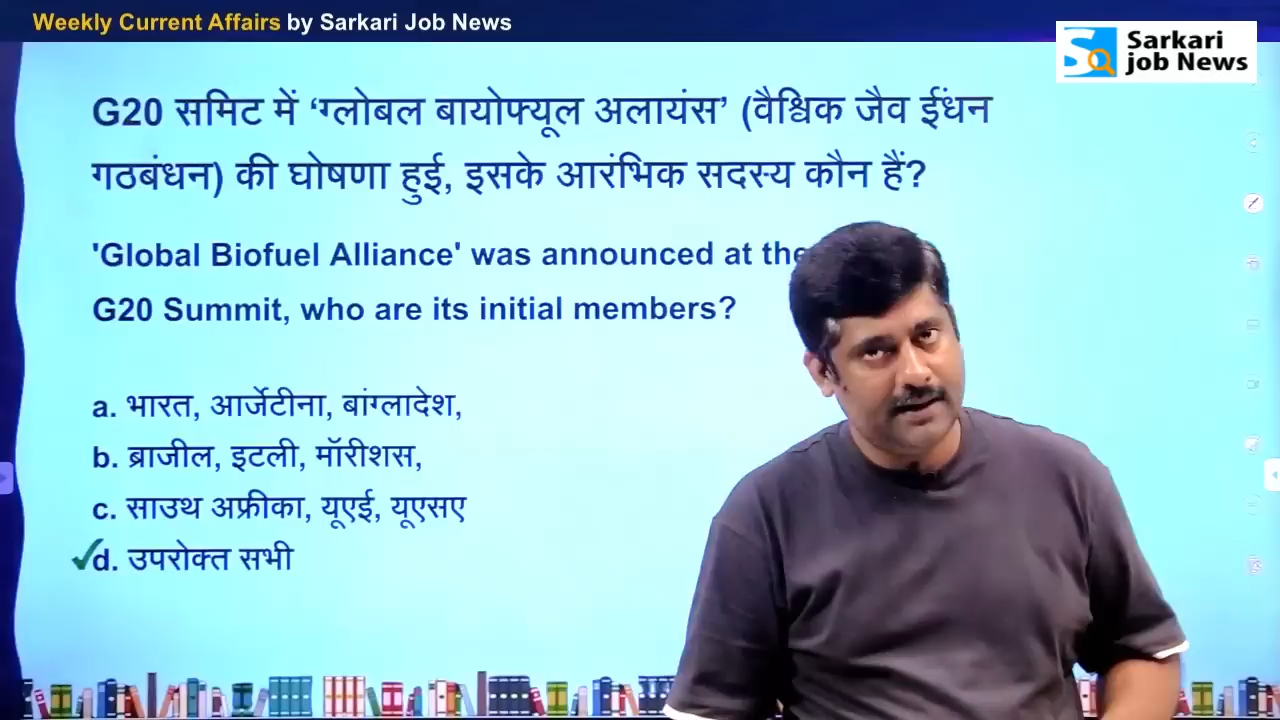 Weekly Current Affairs by Sarkari Job News
Sarkari
Job News
G20 समिट में ‘ग्लोबल बायोफ्यूल अलायंस’ (वैश्विक जैव ईंधन
गठबंधन) की घोषणा हुई, इसके आरंभिक सदस्य कौन हैं?
'Global Biofuel Alliance' was announced at the
G20 Summit, who are its initial members?
a. भारत, आर्जेटीना, बांग्लादेश,
b. ब्राजील, इटली, मॉरीशस,
c. साउथ अफ्रीका, यूएई, यूएसए
d. उपरोक्त सभी